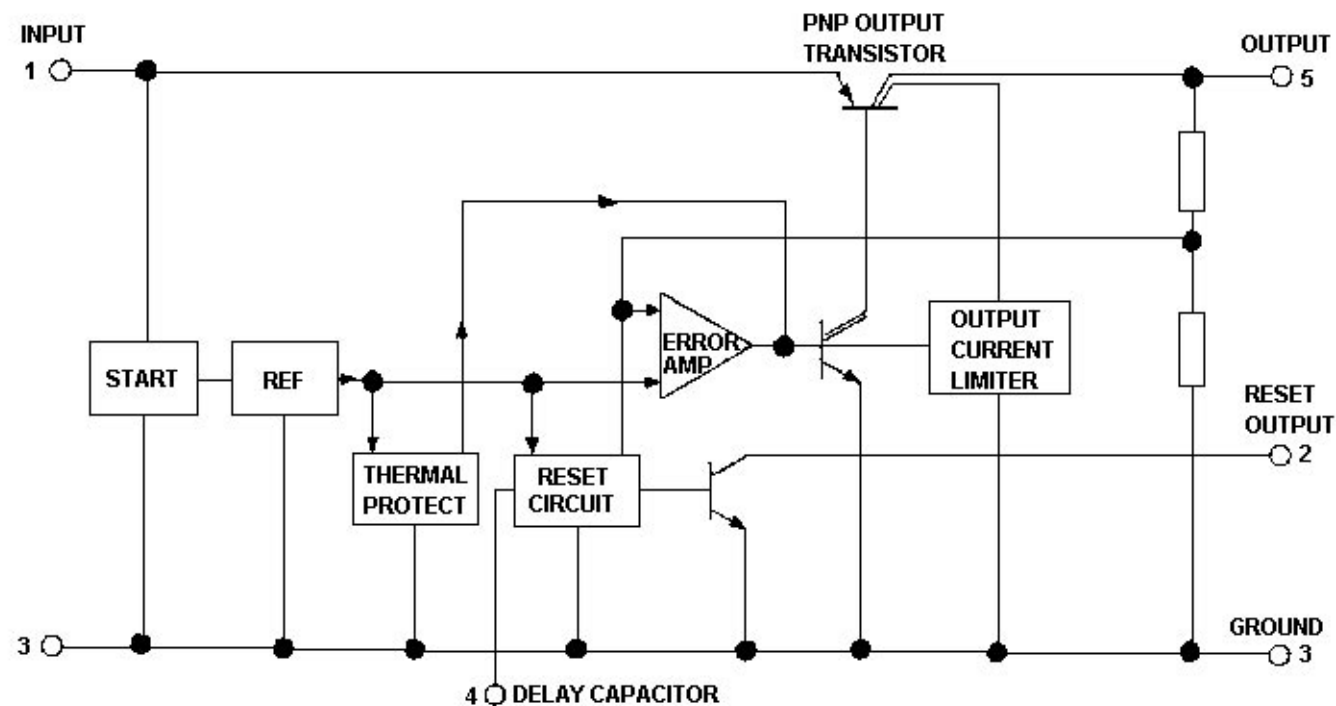 INPUT
1
PNP OUTPUT
TRANSISTOR
OUTPUT
5
START
REF
ERROR
AMP
OUTPUT
CURRENT
LIMITER
THERMAL
PROTECT
RESET
CIRCUIT
RESET
OUTPUT
2
3
GROUND
3
4 DELAY CAPACITOR